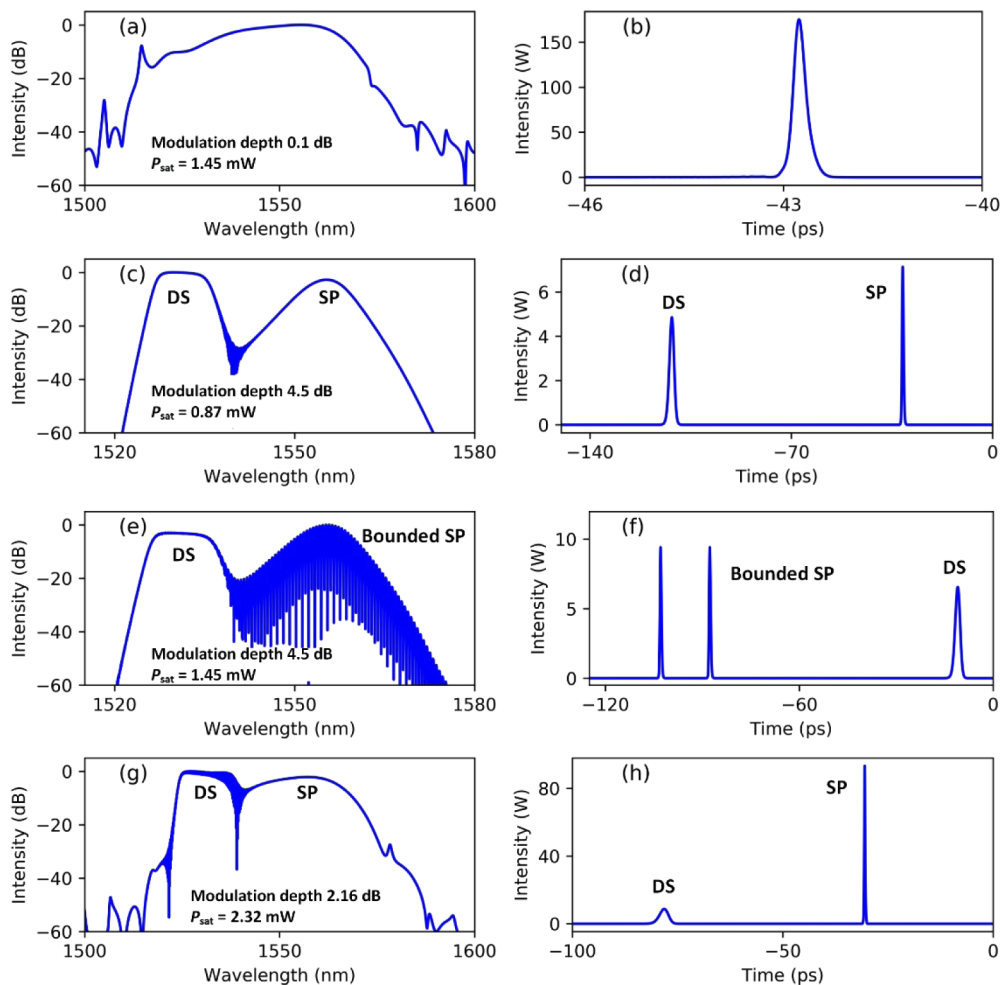 (a)
Intensity (dB)
0
−20
−40
−60
Modulation depth 0.1 dB
Psat = 1.45 mW
1500
1550
1600
Wavelength (nm)
(b)
Intensity (W)
150
100
50
0
−46
−43
−40
Time (ps)
(c)
Intensity (dB)
0
−20
−40
−60
DS
SP
Modulation depth 4.5 dB
Psat = 0.87 mW
1520
1550
1580
Wavelength (nm)
(d)
Intensity (W)
6
4
2
0
DS
SP
−140
−70
0
Time (ps)
(e)
Intensity (dB)
0
−20
−40
−60
DS
Bounded SP
Modulation depth 4.5 dB
Psat = 1.45 mW
1520
1550
1580
Wavelength (nm)
(f)
Intensity (W)
10
5
0
Bounded SP
DS
−120
−60
0
Time (ps)
(g)
Intensity (dB)
0
−20
−40
−60
DS
SP
Modulation depth 2.16 dB
Psat = 2.32 mW
1500
1550
1600
Wavelength (nm)
(h)
Intensity (W)
80
40
0
SP
DS
−100
−50
0
Time (ps)